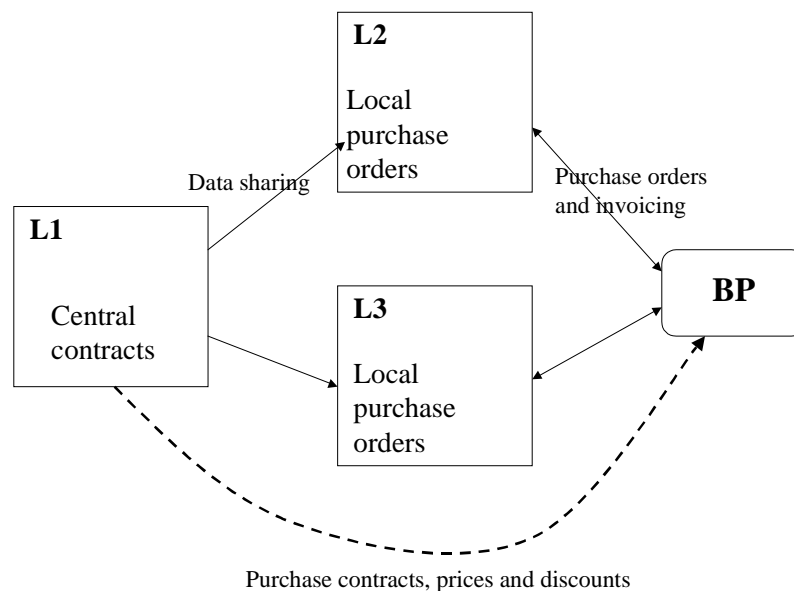 L2
Local
purchase
orders
Data sharing
Purchase orders
and invoicing
L1
Central
contracts
BP
L3
Local
purchase
orders
Purchase contracts, prices and discounts